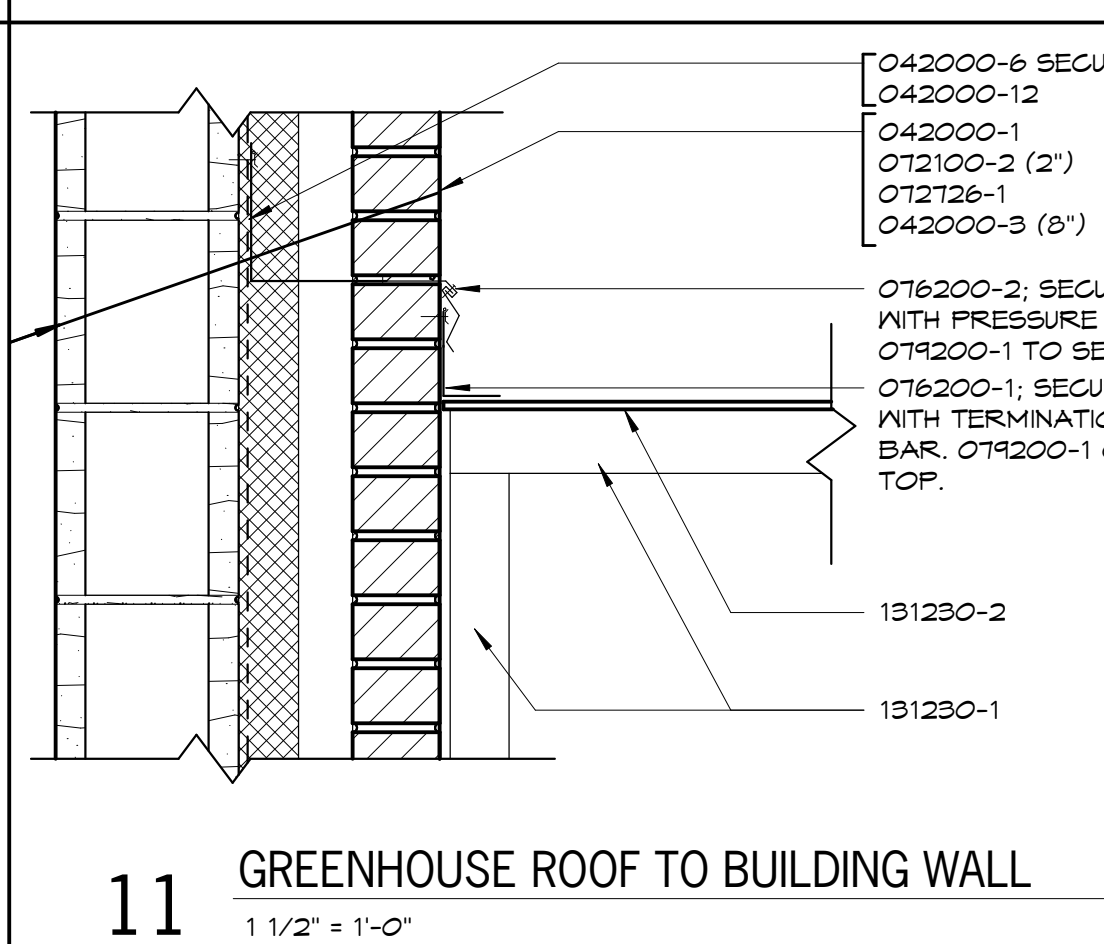 042000-6 SECU
042000-12
042000-1
072100-2 (2")
072726-1
042000-3 (8")
076200-2; SECU
WITH PRESSURE
079200-1 TO SE
076200-1; SECU
WITH TERMINATIO
BAR. 079200-1
TOP.
131230-2
131230-1
11
GREENHOUSE ROOF TO BUILDING WALL
1 1/2" = 1'-0"